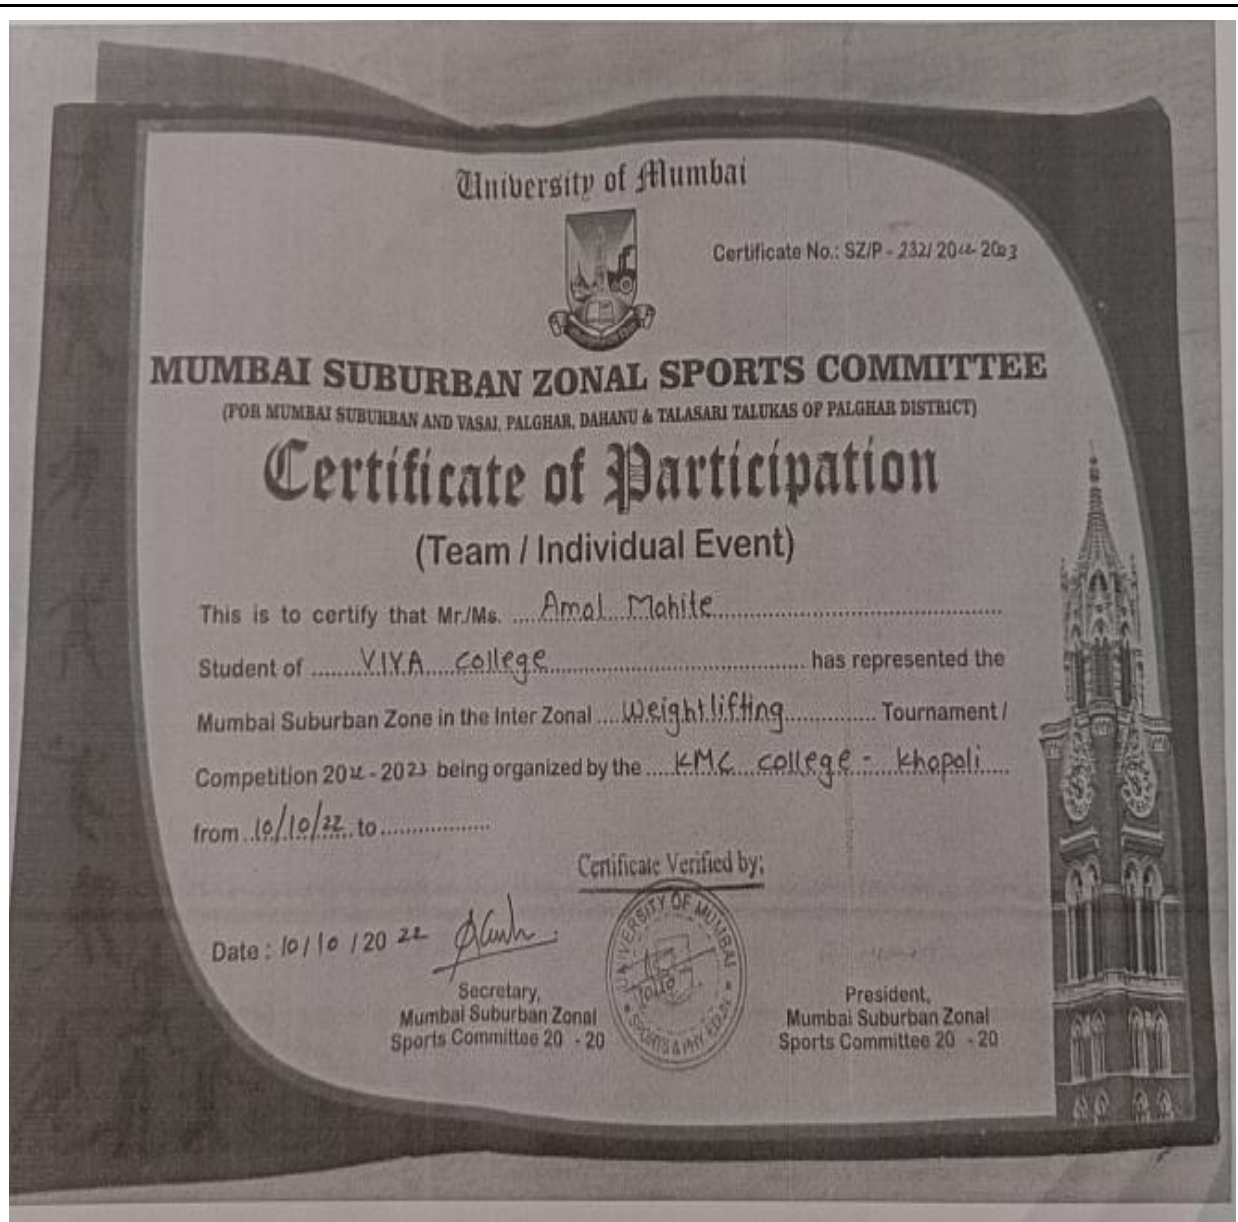 University of Mumbai
Certificate No.: SZ/P - 232/ 2022-2023
MUMBAI SUBURBAN ZONAL SPORTS COMMITTEE
(FOR MUMBAI SUBURBAN AND VASAI, PALGHAR, DAHANU & TALASARI TALUKAS OF PALGHAR DISTRICT)
Certificate of Participation
(Team / Individual Event)
This is to certify that Mr./Ms. .... Amal Mohite
Student of ........ VIVA College ........ has represented the
Mumbai Suburban Zone in the Inter Zonal .... Weightlifting ........ Tournament /
Competition 2022 - 2023 being organized by the .... KMC college - Khopoli ....
from .. 10/10/22 .. to ........
Certificate Verified by;
Date : 10/10/2022
UNIVERSITY OF MUMBAI
SPORTS & PHY. EDN.
Secretary,
Mumbai Suburban Zonal
Sports Committee 20 - 20
President,
Mumbai Suburban Zonal
Sports Committee 20 - 20